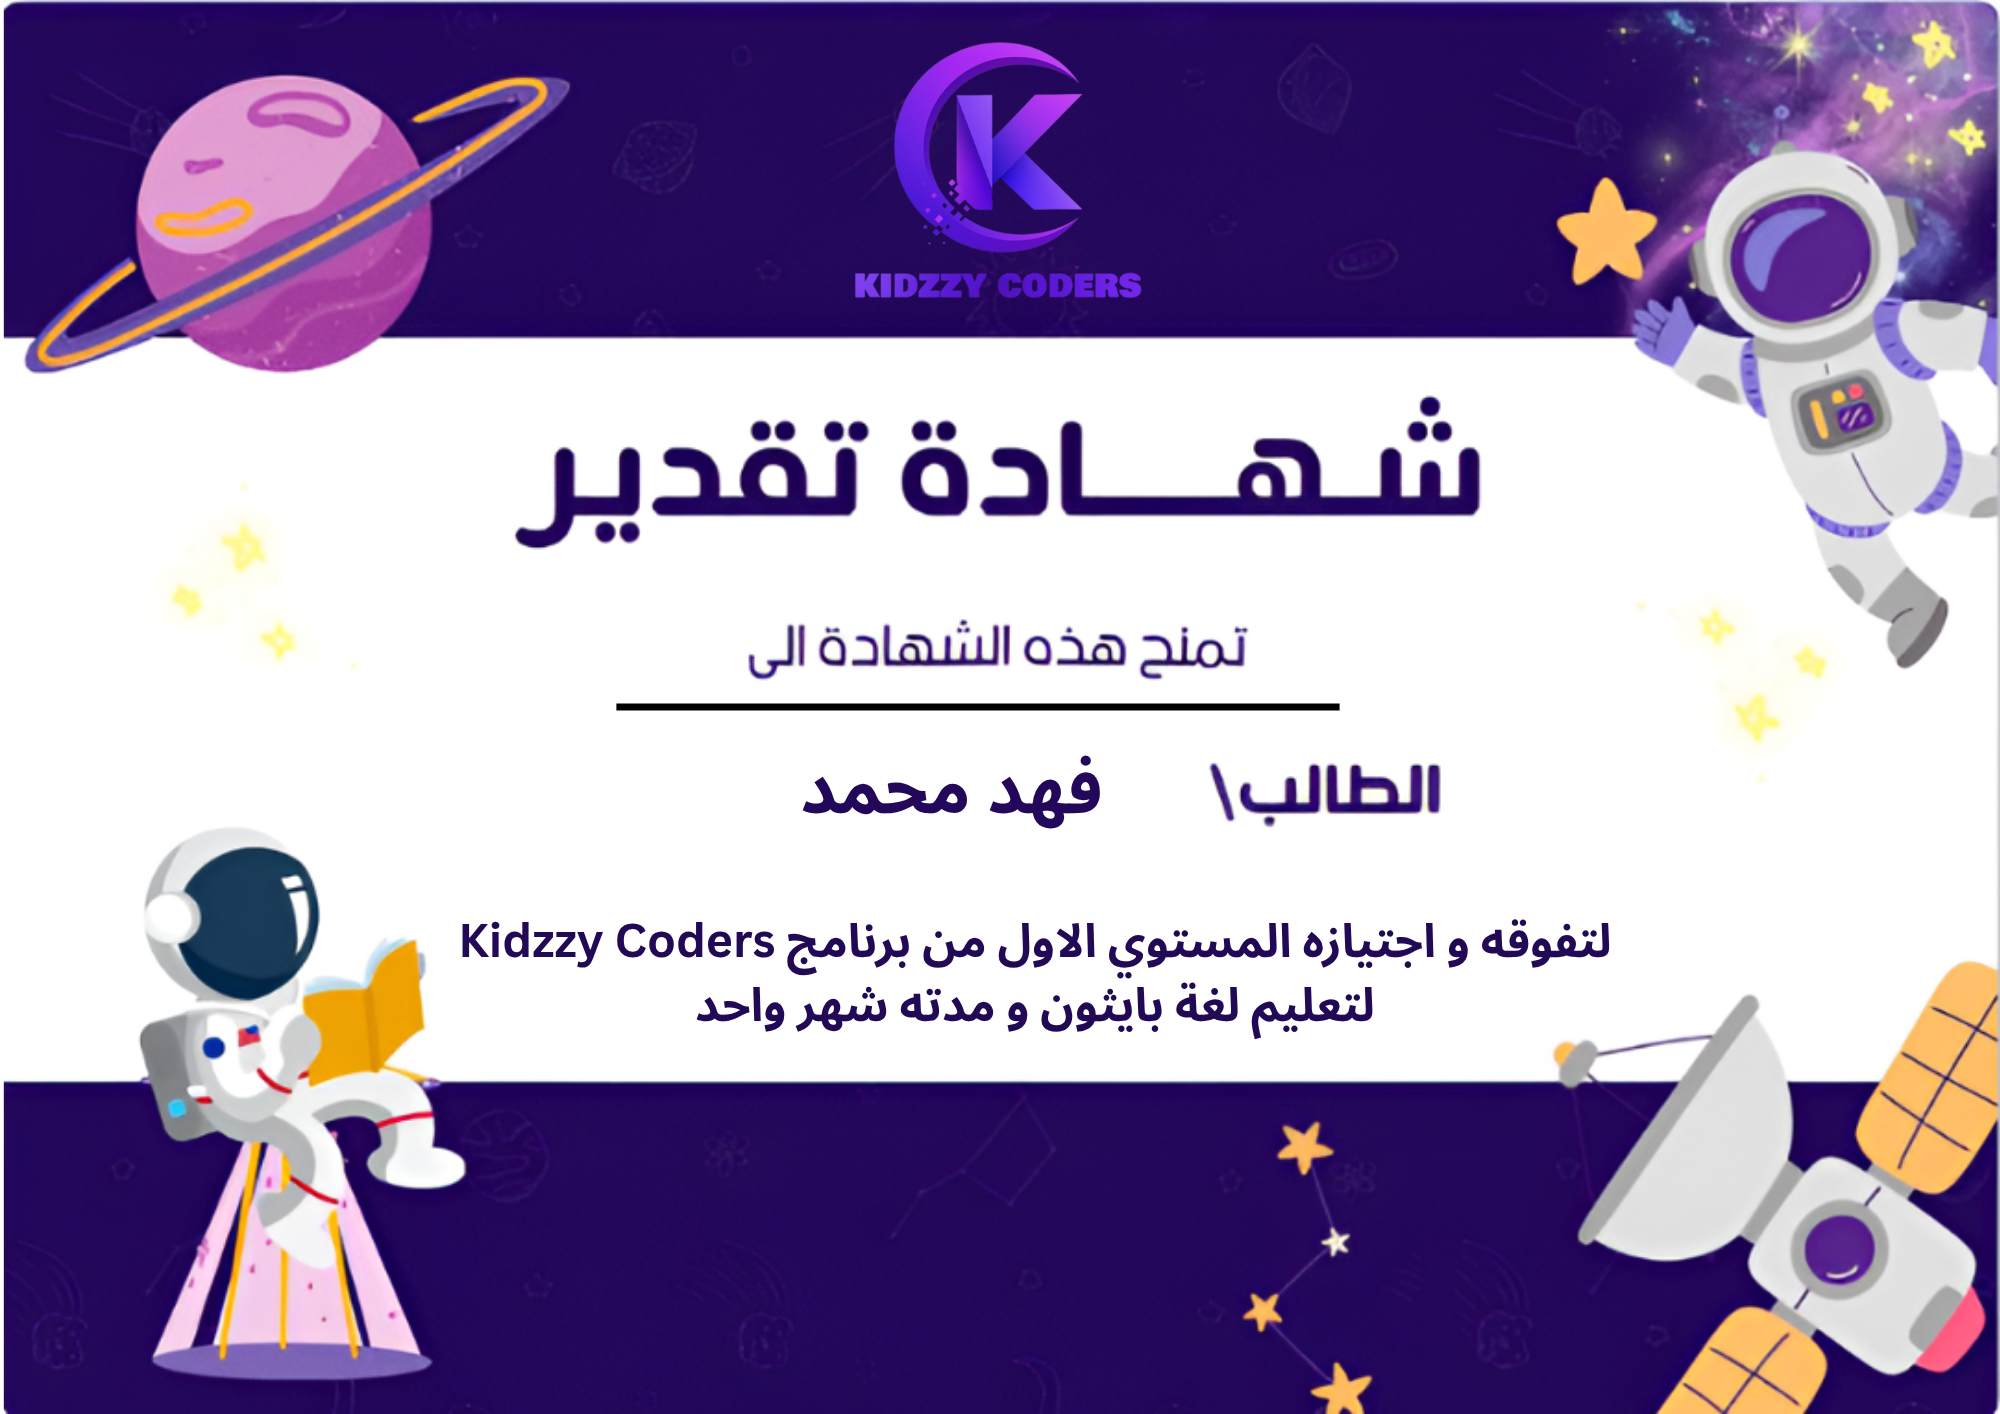 KIDZZY CODERS
شهـــادة تقدير
تمنح هذه الشهادة الى
الطالب\ فهد محمد
لتفوقه و اجتيازه المستوي الاول من برنامج Kidzzy Coders
لتعليم لغة بايثون و مدته شهر واحد